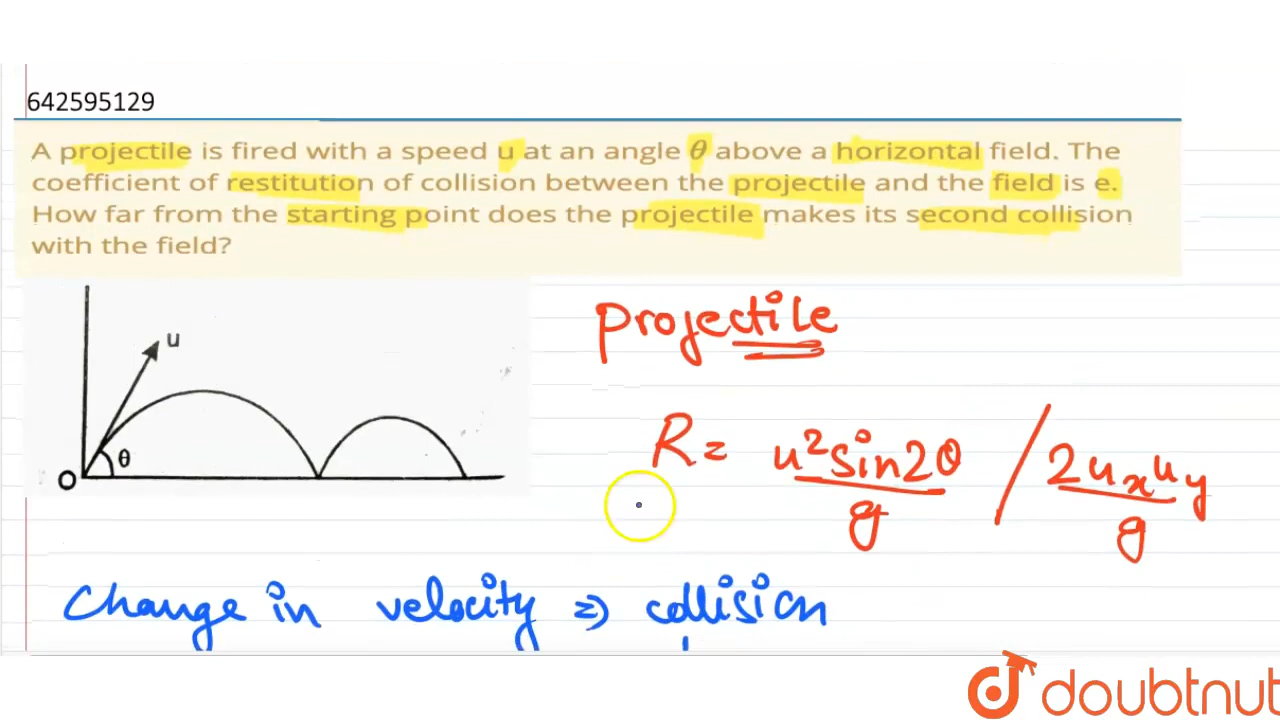 642595129
A projectile is fired with a speed u at an angle θ above a horizontal field. The
coefficient of restitution of collision between the projectile and the field is e.
How far from the starting point does the projectile makes its second collision
with the field?
u
θ
O
Projectile
R = u²sin2θ/g / 2uₓu_y/g
Change in velocity ⇒ collision
doubtnut